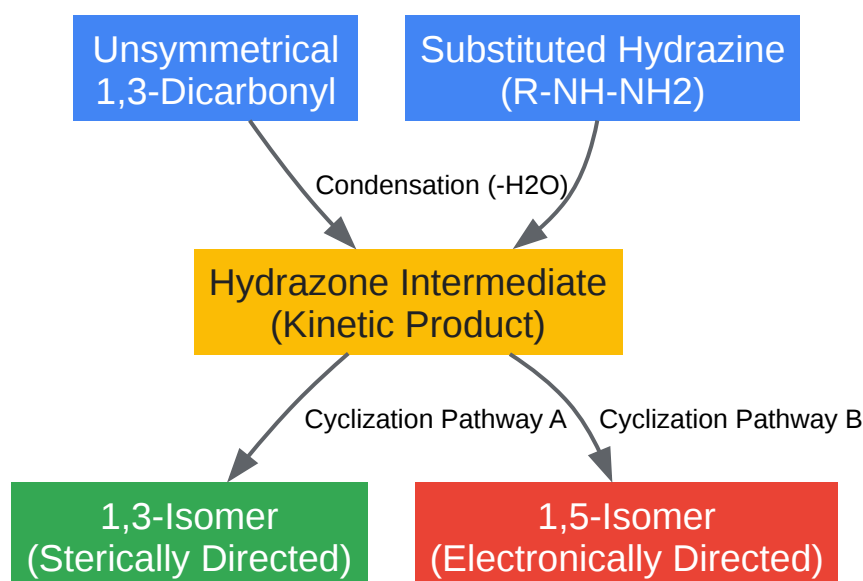 Unsymmetrical
1,3-Dicarbonyl
Substituted Hydrazine
(R-NH-NH2)
Condensation (-H2O)
Hydrazone Intermediate
(Kinetic Product)
Cyclization Pathway A
Cyclization Pathway B
1,3-Isomer
(Sterically Directed)
1,5-Isomer
(Electronically Directed)